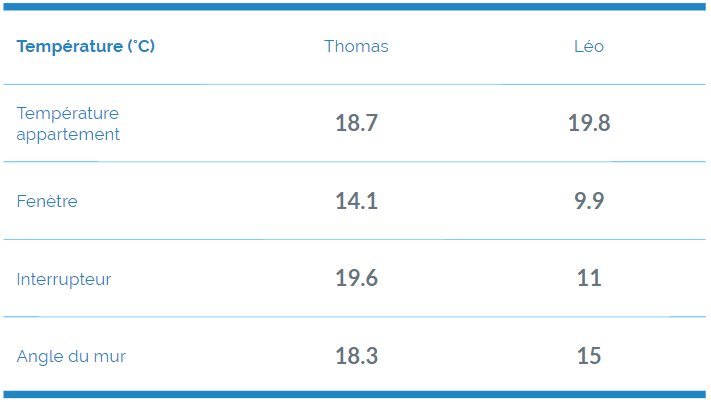 Température (°C) Thomas Léo
Température
appartement 18.7 19.8
Fenètre 14.1 9.9
Interrupteur 19.6 11
Angle du mur 18.3 15